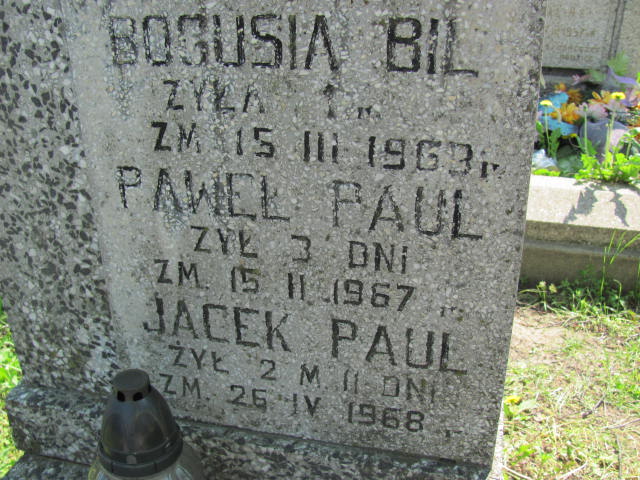 BOGUSIA BIL
ŻYŁA 1 M.
ZM 15 III 1963 r.
PAWEŁ PAUL
ŻYŁ 3 DNI
ZM. 15 II 1967 r.
JACEK PAUL
ŻYŁ 2 M 11 DNI
ZM. 26 IV 1968 r.